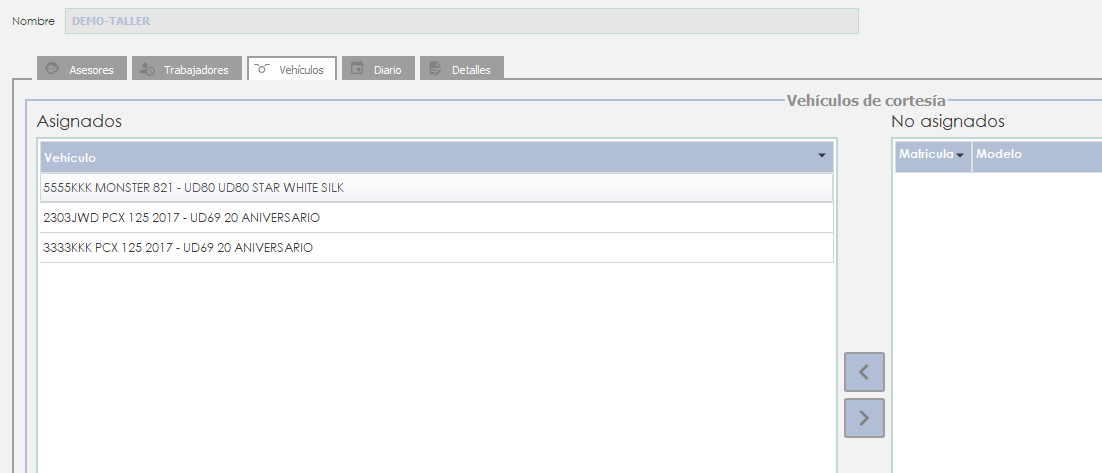 Nombre DEMO-TALLER
Asesores Trabajadores Vehículos Diario Detalles
Vehículos de cortesía
Asignados
No asignados
Vehículo
Matricula Modelo
5555KKK MONSTER 821 - UD80 UD80 STAR WHITE SILK
2303JWD PCX 125 2017 - UD69 20 ANIVERSARIO
3333KKK PCX 125 2017 - UD69 20 ANIVERSARIO